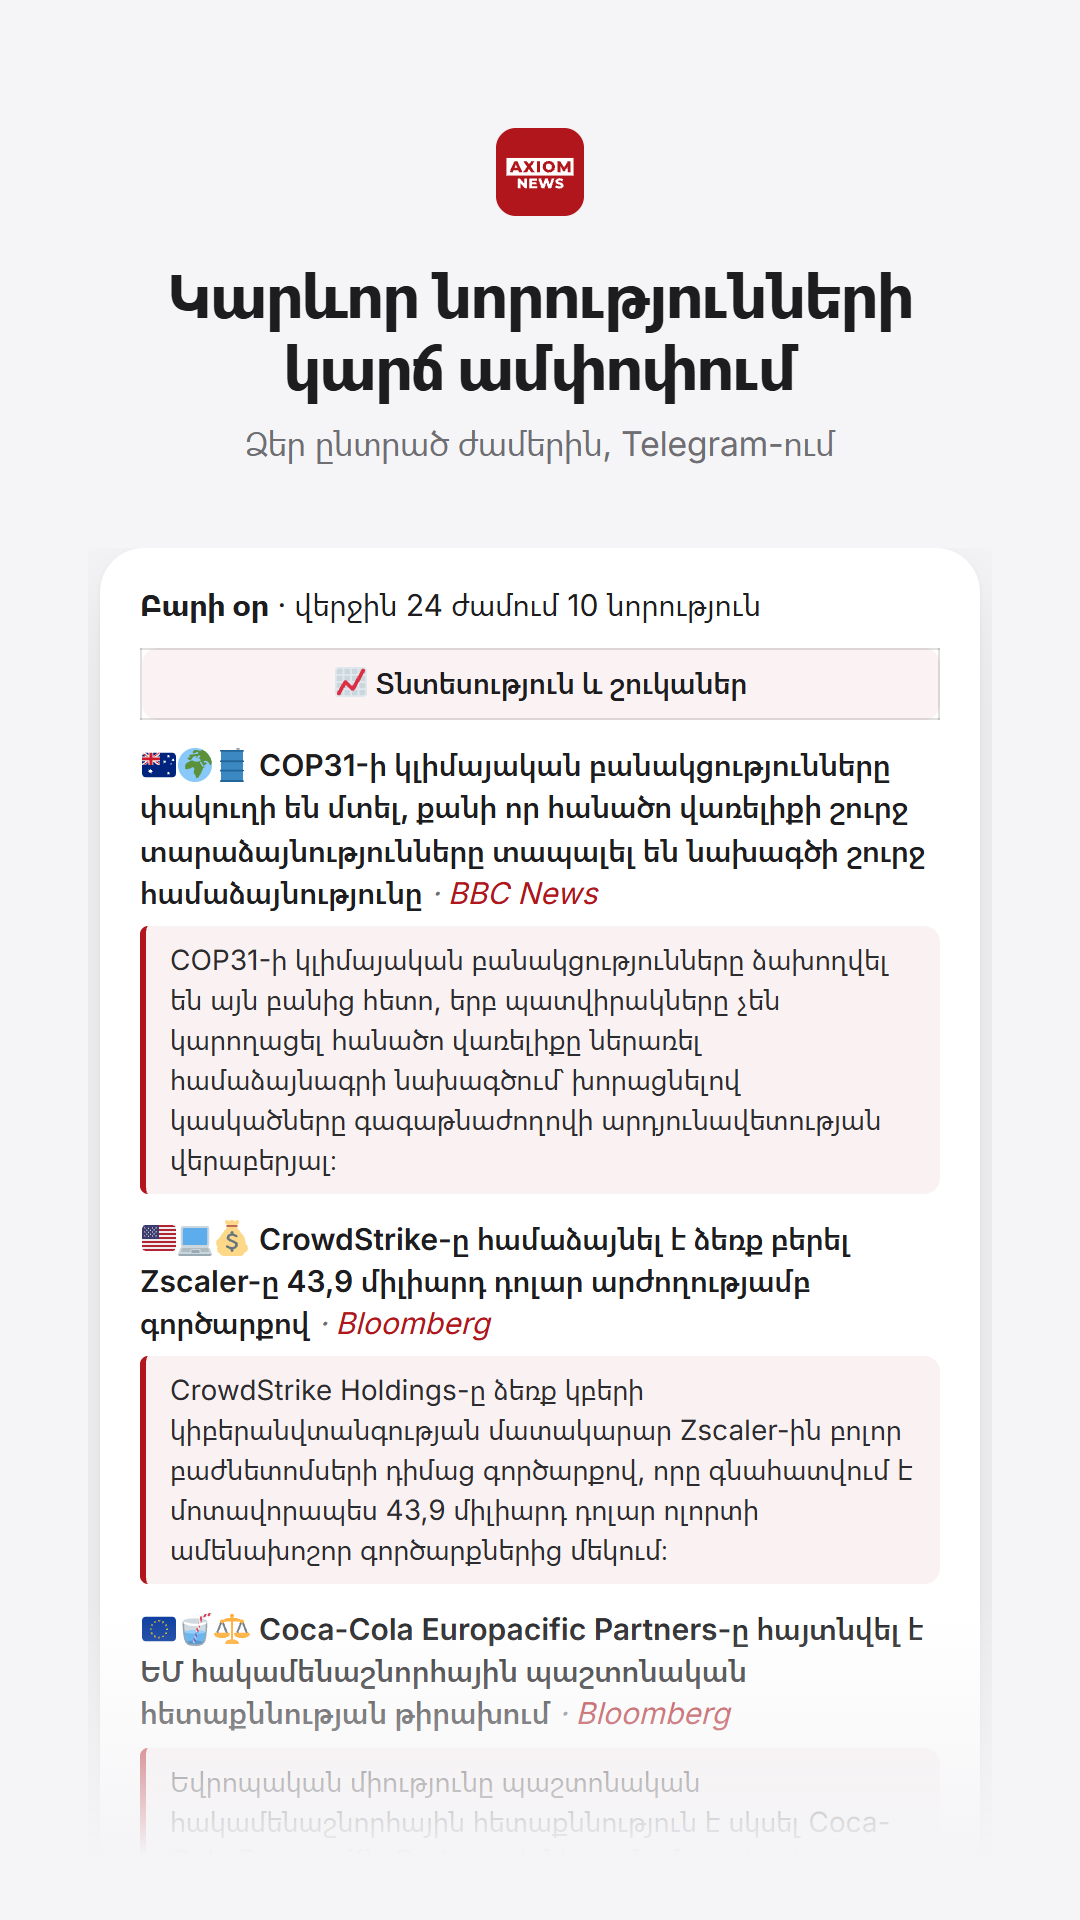 AXIOM
NEWS
Կարևոր նորությունների
կարճ ամփոփում
Ձեր ընտրած ժամերին, Telegram-ում
Բարի օր · վերջին 24 ժամում 10 նորություն
📈 Տնտեսություն և շուկաներ
🇦🇺🌍🛢️ COP31-ի կլիմայական բանակցությունները
փակուղի են մտել, քանի որ հանածո վառելիքի շուրջ
տարաձայնությունները տապալել են նախագծի շուրջ
համաձայնությունը · BBC News
COP31-ի կլիմայական բանակցությունները ձախողվել
են այն բանից հետո, երբ պատվիրակները չեն
կարողացել հանածո վառելիքը ներառել
համաձայնագրի նախագծում՝ խորացնելով
կասկածները գագաթնաժողովի արդյունավետության
վերաբերյալ:
🇺🇸💻💰 CrowdStrike-ը համաձայնել է ձեռք բերել
Zscaler-ը 43,9 միլիարդ դոլար արժողությամբ
գործարքով · Bloomberg
CrowdStrike Holdings-ը ձեռք կբերի
կիբերանվտանգության մատակարար Zscaler-ին բոլոր
բաժնետոմսերի դիմաց գործարքով, որը գնահատվում է
մոտավորապես 43,9 միլիարդ դոլար ոլորտի
ամենախոշոր գործարքներից մեկում:
🇪🇺🥤⚖️ Coca-Cola Europacific Partners-ը հայտնվել է
ԵՄ հակամենաշնորհային պաշտոնական
հետաքննության թիրախում · Bloomberg
Եվրոպական միությունը պաշտոնական
հակամենաշնորհային հետաքննություն է սկսել Coca-